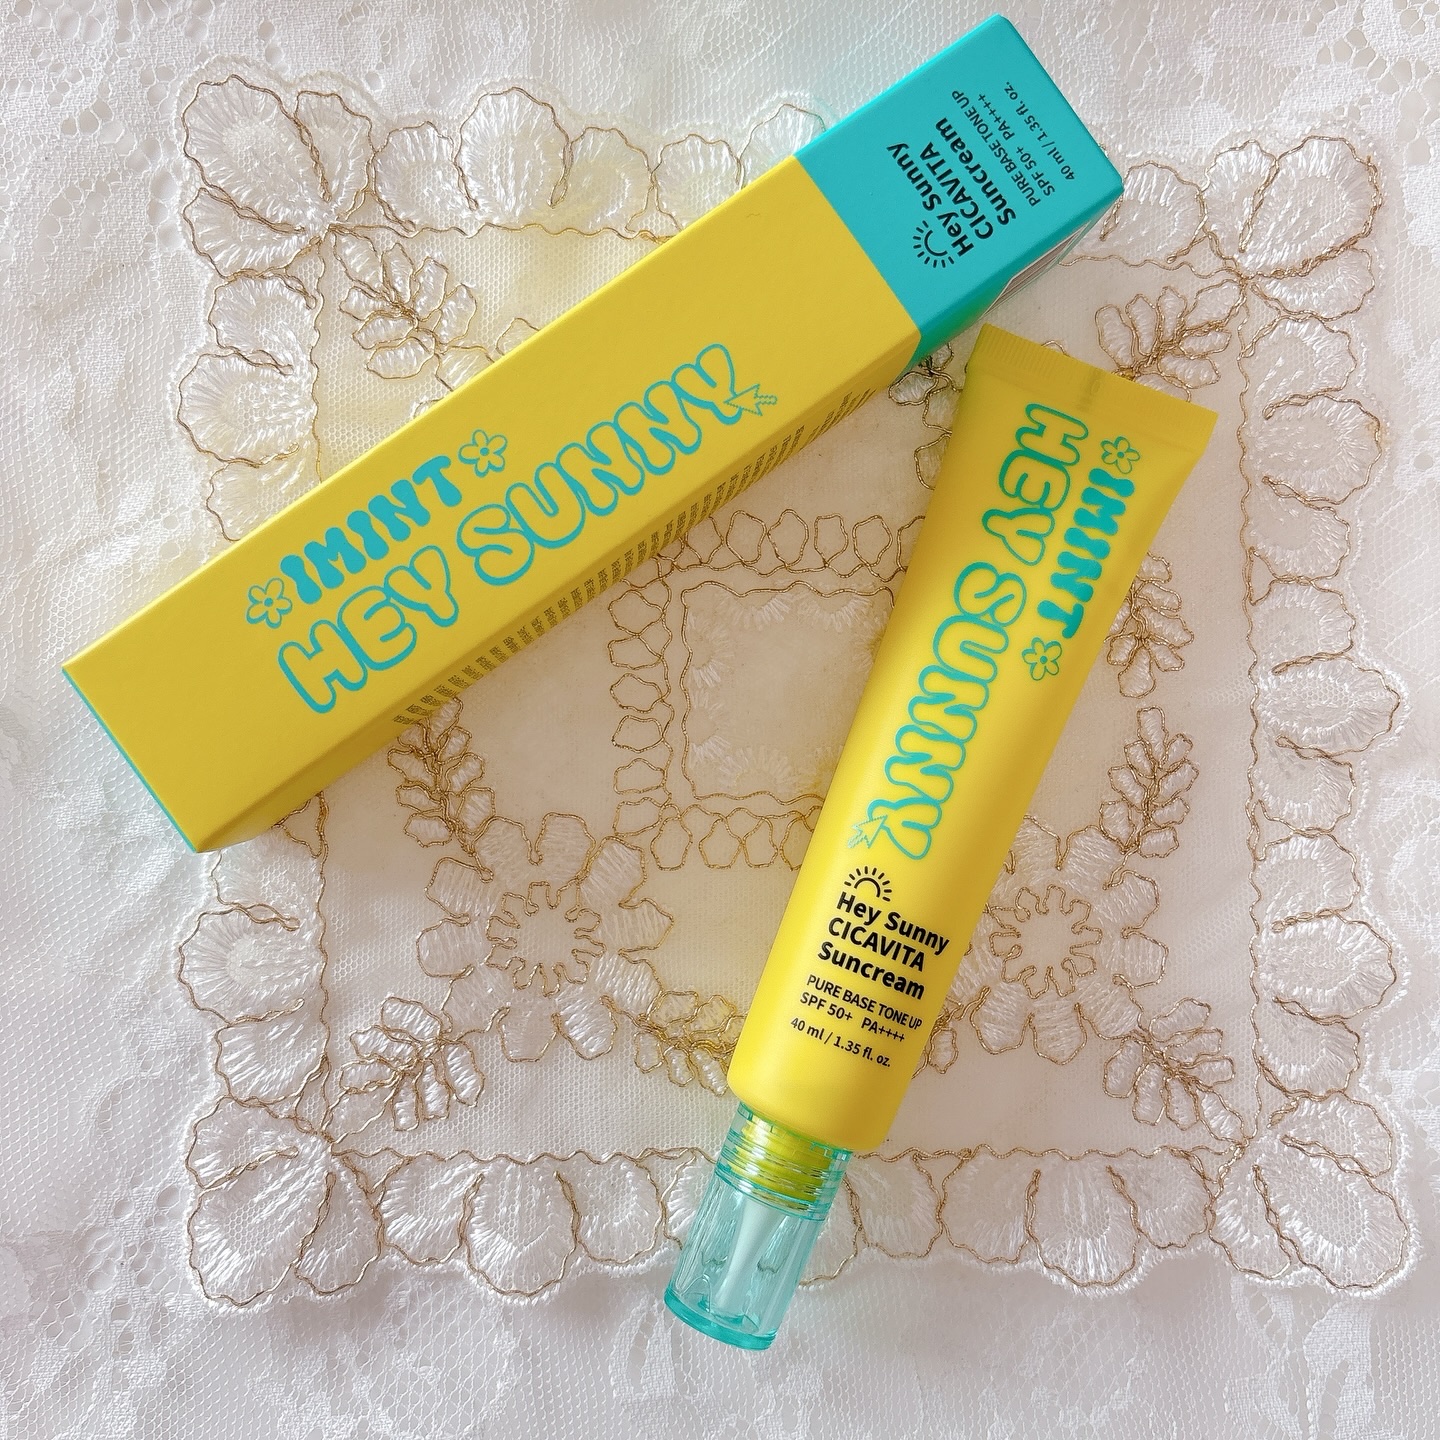 IMINT
HEY SUNNY
Hey Sunny
CICAVITA
Suncream
PURE BASE TONE UP
SPF 50+ PA++++
40 ml / 1.35 fl. oz.
IMINT
HEY SUNNY
Hey Sunny
CICAVITA
Suncream
PURE BASE TONE UP
SPF 50+ PA++++
40 ml / 1.35 fl. oz.